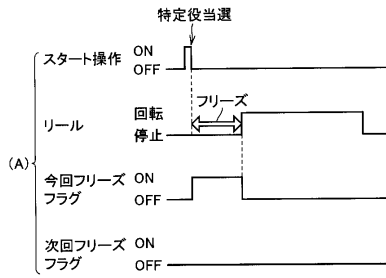 特定役当選
スタート操作 ON
OFF
リール 回転 フリーズ
停止
(A)
今回フリーズ ON
フラグ OFF
次回フリーズ ON
フラグ OFF